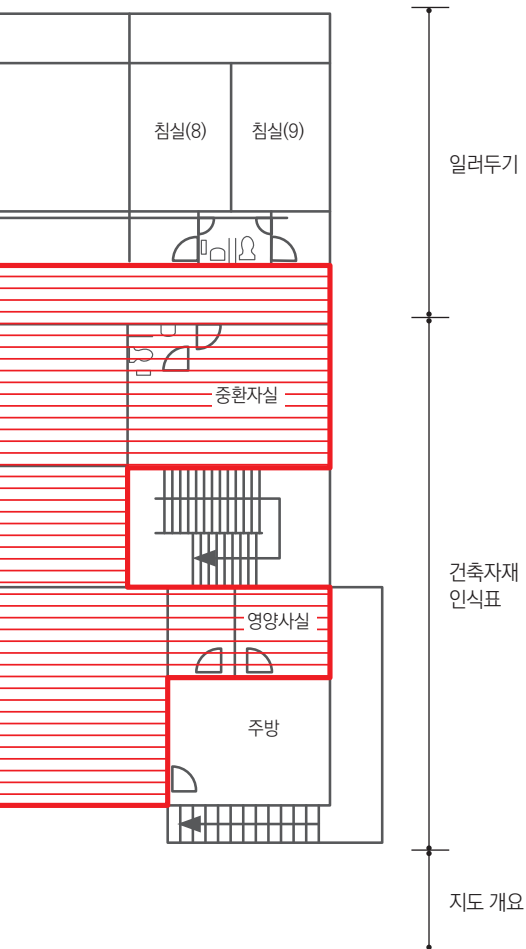 침실(8)
침실(9)
일러두기
중환자실
건축자재
인식표
영양사실
주방
지도 개요